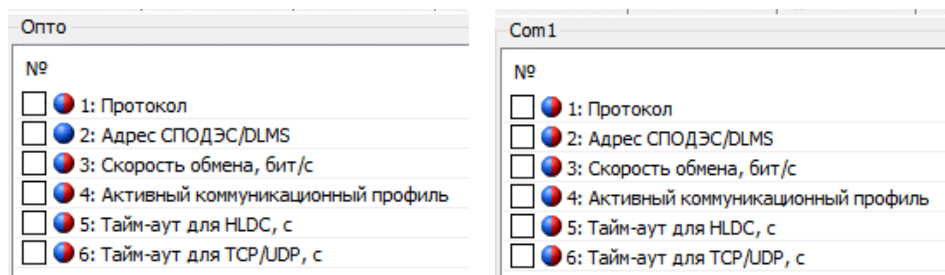 Опто
№
1: Протокол
2: Адрес СПОДЭС/DLMS
3: Скорость обмена, бит/с
4: Активный коммуникационный профиль
5: Тайм-аут для HLDC, с
6: Тайм-аут для TCP/UDP, с
Com1
№
1: Протокол
2: Адрес СПОДЭС/DLMS
3: Скорость обмена, бит/с
4: Активный коммуникационный профиль
5: Тайм-аут для HLDC, с
6: Тайм-аут для TCP/UDP, с